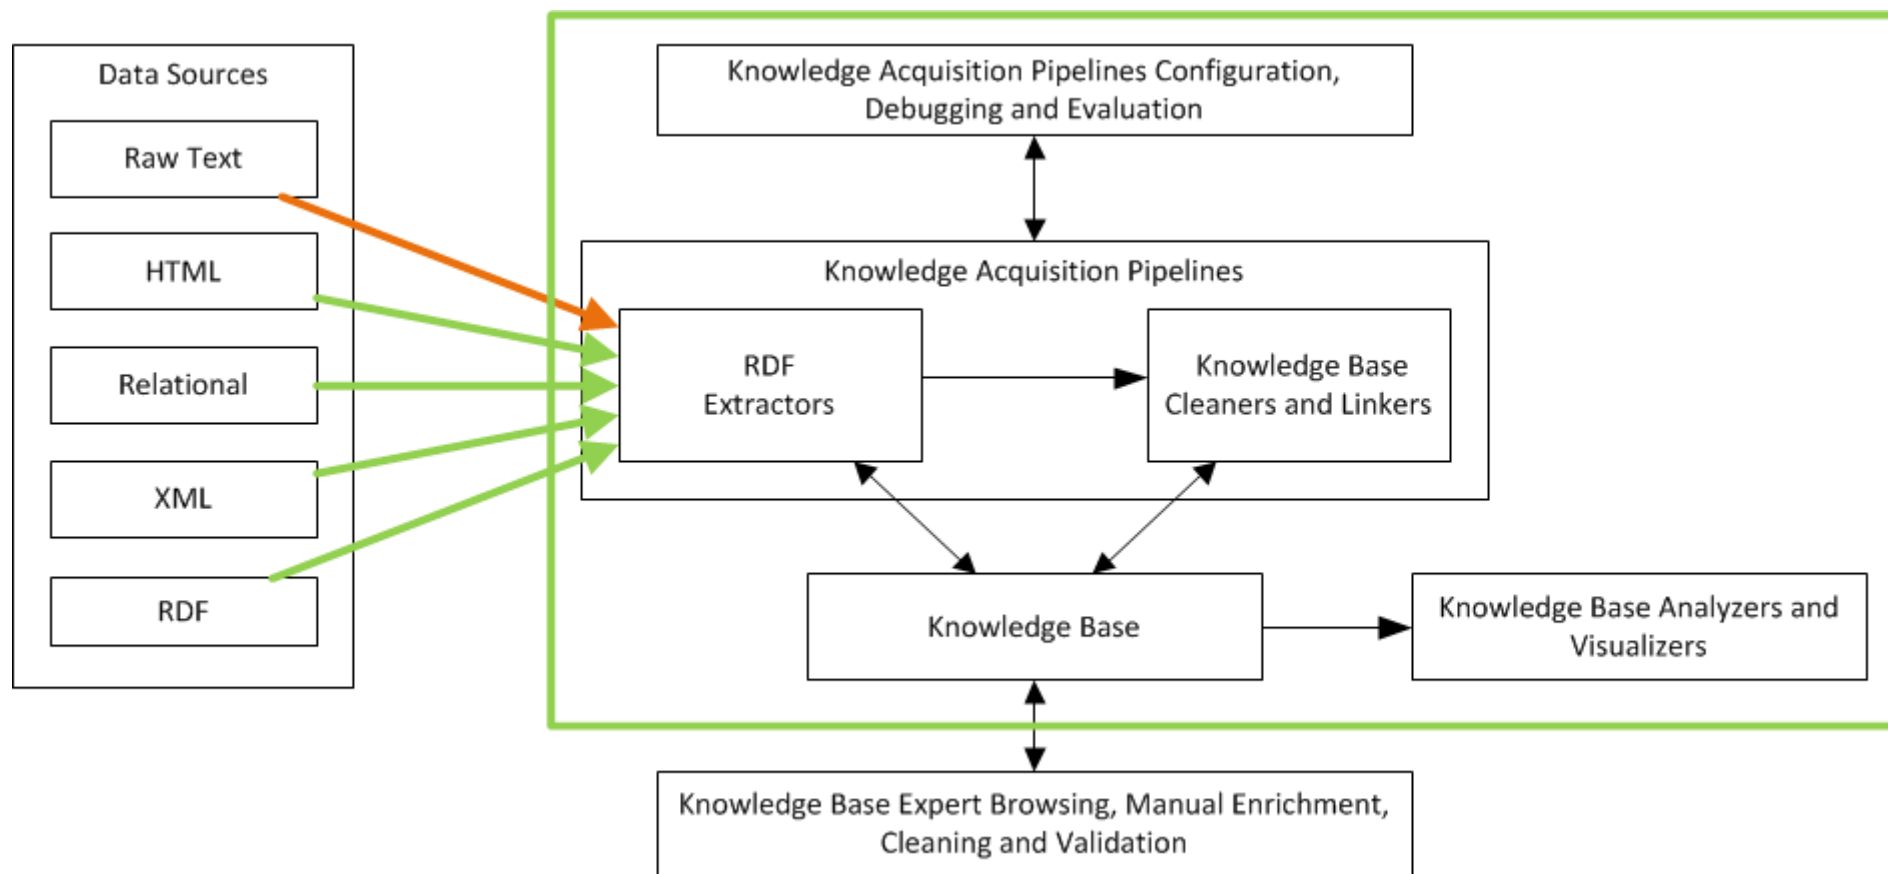 Data Sources
Raw Text
HTML
Relational
XML
RDF
Knowledge Acquisition Pipelines Configuration,
Debugging and Evaluation
Knowledge Acquisition Pipelines
RDF
Extractors
Knowledge Base
Cleaners and Linkers
Knowledge Base
Knowledge Base Analyzers and
Visualizers
Knowledge Base Expert Browsing, Manual Enrichment,
Cleaning and Validation